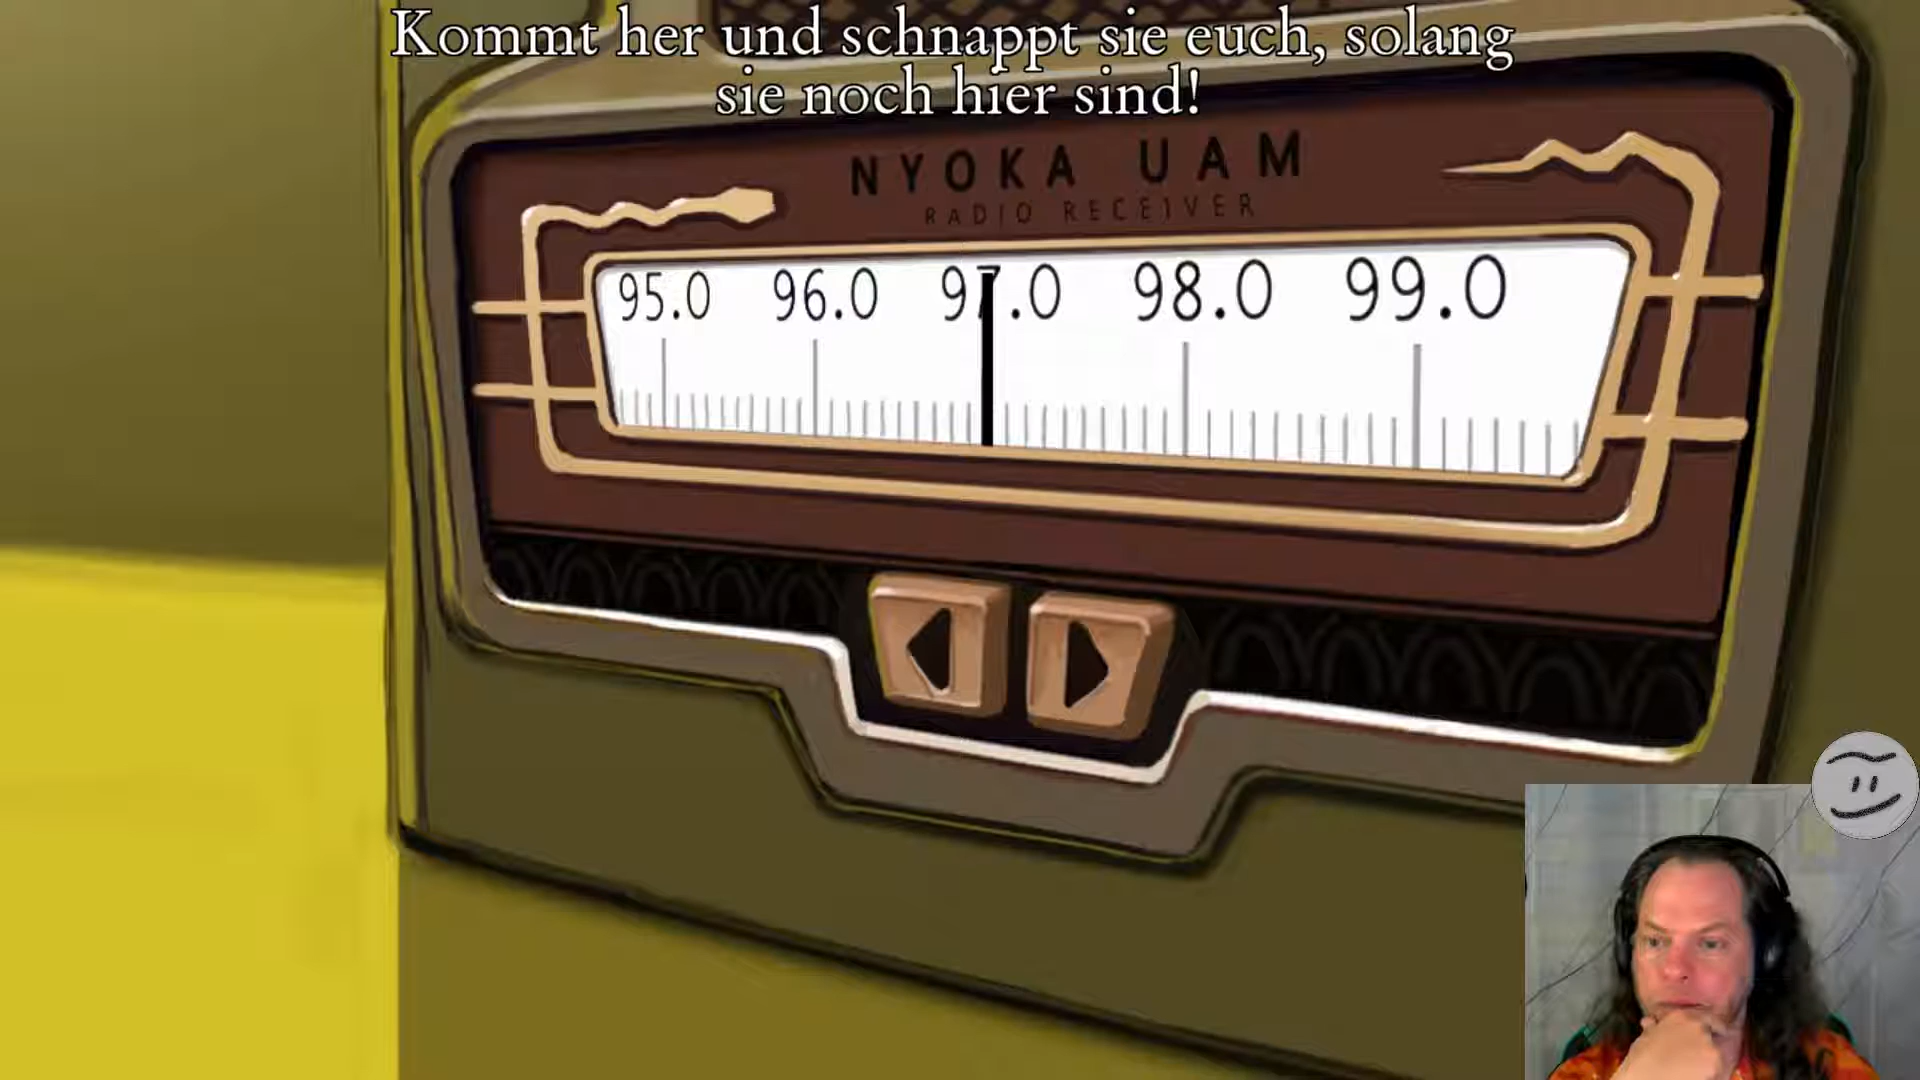 Kommt her und schnappt sie euch, solang
sie noch hier sind!
NYOKA UAM
RADIO RECEIVER
95.0 96.0 97.0 98.0 99.0